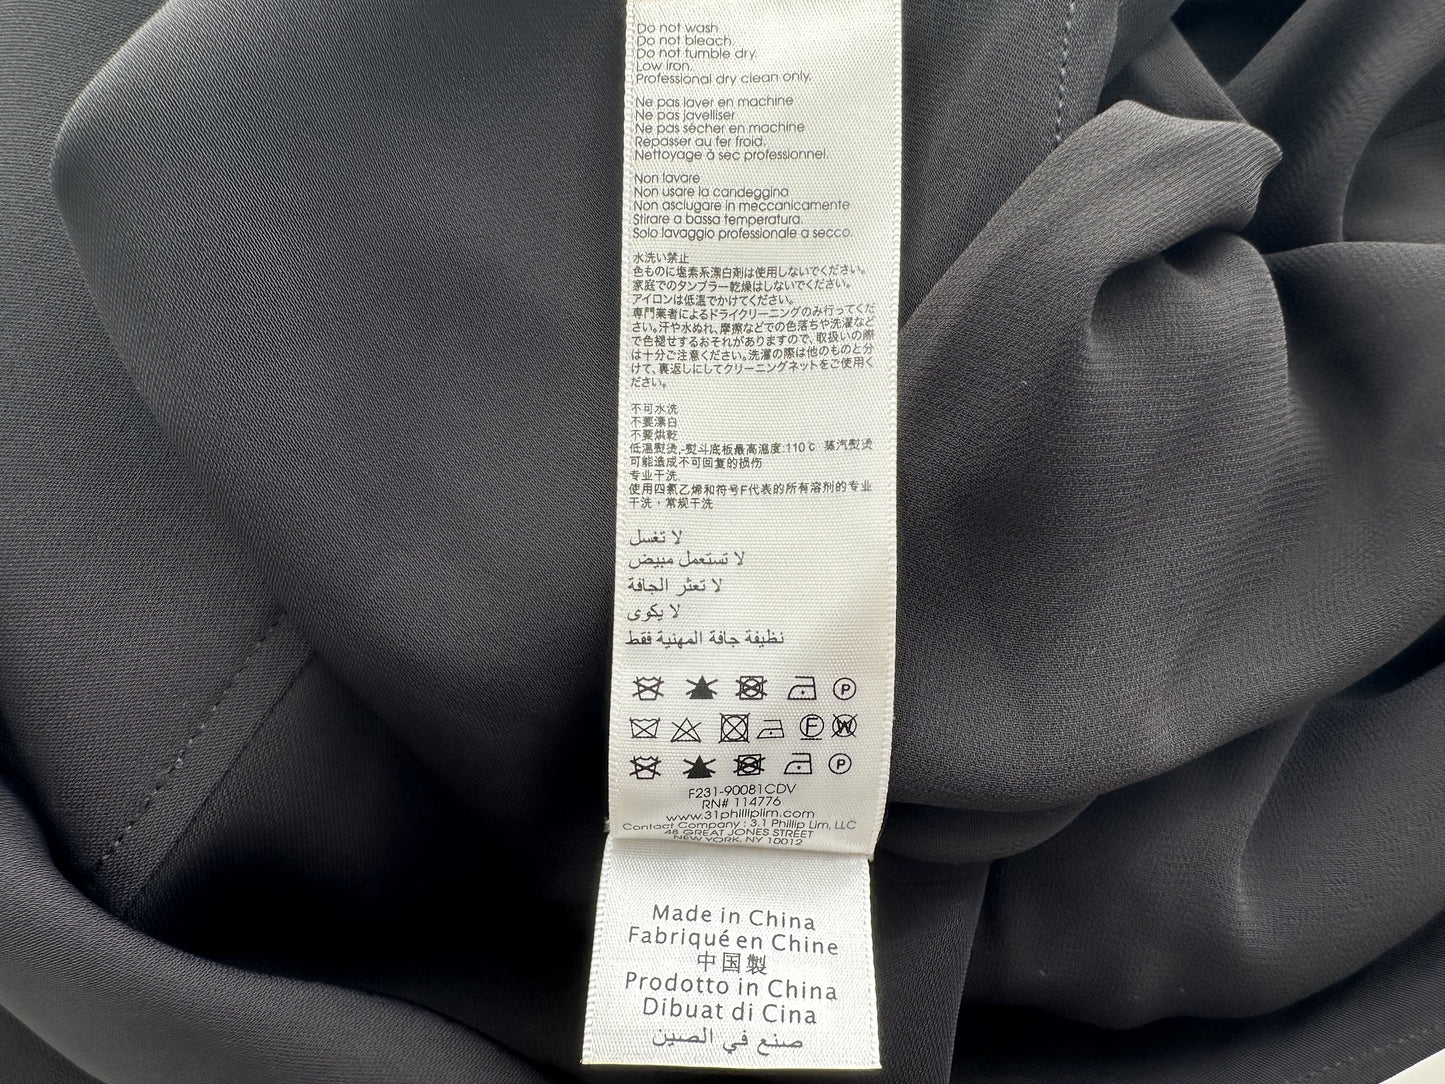 Do not wash
Do not bleach.
Do not tumble dry.
Low iron.
Professional dry clean only.
Ne pas laver en machine
Ne pas javelliser
Ne pas sécher en machine
Repasser au fer froid.
Nettoyage à sec professionnel.
Non lavare
Non usare la candeggina
Non asciugare in meccanicamente
Stirare a bassa temperatura.
Solo lavaggio professionale a secco.
水洗い禁止
色ものに塩素系漂白剤は使用しないでください。
家庭でのタンブラー乾燥はしないでください。
アイロンは低温でかけてください。
専門業者によるドライクリーニングのみ行ってくだ
さい。汗や水ぬれ、摩擦などでの色落ちや洗濯など
で色褪せするおそれがありますので、取扱いの際
は十分ご注意ください。洗濯の際は他のものと分
けて、裏返しにしてクリーニングネットをご使用く
ださい。
不可水洗
不要漂白
不要烘乾
低温熨烫,-熨斗底板最高温度:110℃ 蒸汽熨烫
可能造成不可回复的损伤
专业干洗
使用四氯乙烯和符号F代表的所有溶剂的专业
干洗・常规干洗
لا تغسل
لا تستعمل مبيض
لا تعثر الجافة
لا يكوى
نظيفة جافة المهنية فقط
P
F W
P
F231-90081CDV
RN# 114776
www.31philliplim.com
Contact Company : 3.1 Phillip Lim, LLC
48 GREAT JONES STREET
NEW YORK, NY 10012
Made in China
Fabriqué en Chine
中国製
Prodotto in China
Dibuat di Cina
صنع في الصين